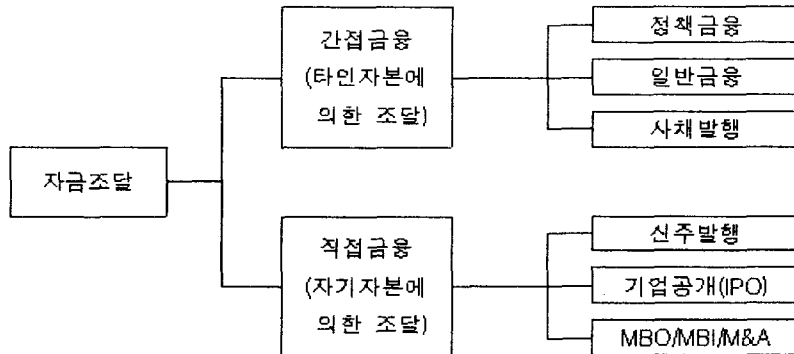 자금조달
간접금융
(타인자본에
의한 조달)
정책금융
일반금융
사채발행
직접금융
(자기자본에
의한 조달)
신주발행
기업공개(IPO)
MBO/MBI/M&A